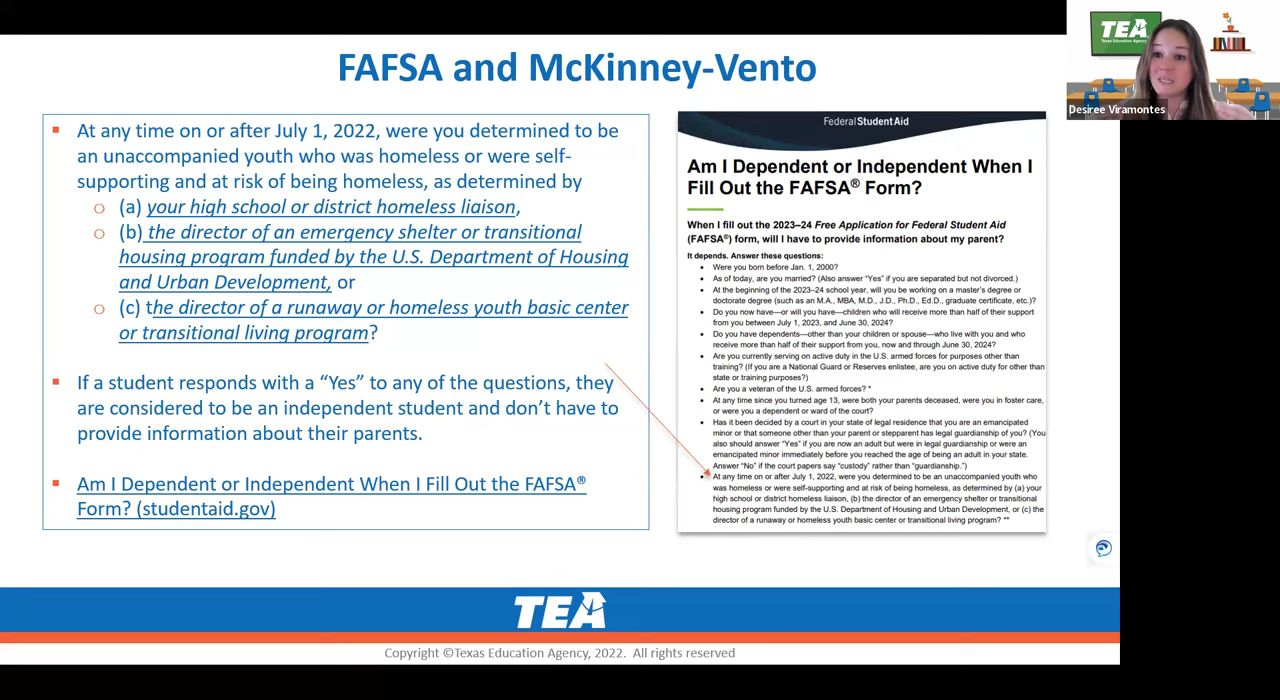 FAFSA and McKinney-Vento
At any time on or after July 1, 2022, were you determined to be
an unaccompanied youth who was homeless or were self-
supporting and at risk of being homeless, as determined by
(a) your high school or district homeless liaison,
(b) the director of an emergency shelter or transitional
housing program funded by the U.S. Department of Housing
and Urban Development, or
(c) the director of a runaway or homeless youth basic center
or transitional living program?
If a student responds with a “Yes” to any of the questions, they
are considered to be an independent student and don’t have to
provide information about their parents.
Am I Dependent or Independent When I Fill Out the FAFSA®
Form? (studentaid.gov)
Federal Student Aid
Am I Dependent or Independent When I
Fill Out the FAFSA® Form?
When I fill out the 2023–24 Free Application for Federal Student Aid
(FAFSA®) form, will I have to provide information about my parent?
It depends. Answer these questions:
Were you born before Jan. 1, 2000?
As of today, are you married? (Also answer “Yes” if you are separated but not divorced.)
At the beginning of the 2023–24 school year, will you be working on a master’s degree or
doctorate degree (such as an M.A., MBA, M.D., J.D., Ph.D., Ed.D., graduate certificate, etc.)?
Do you now have—or will you have—children who will receive more than half of their support
from you between July 1, 2023, and June 30, 2024?
Do you have dependents—other than your children or spouse—who live with you and who
receive more than half of their support from you, now and through June 30, 2024?
Are you currently serving on active duty in the U.S. armed forces for purposes other than
training? (If you are a National Guard or Reserves enlistee, are you on active duty for other than
state or training purposes?)
Are you a veteran of the U.S. armed forces? *
At any time since you turned age 13, were both your parents deceased, were you in foster care,
or were you a dependent or ward of the court?
Has it been decided by a court in your state of legal residence that you are an emancipated
minor or that someone other than your parent or stepparent has legal guardianship of you? (You
also should answer “Yes” if you are now an adult but were in legal guardianship or were an
emancipated minor immediately before you reached the age of being an adult in your state.
Answer “No” if the court papers say “custody” rather than “guardianship.”)
At any time on or after July 1, 2022, were you determined to be an unaccompanied youth who
was homeless or were self-supporting and at risk of being homeless, as determined by (a) your
high school or district homeless liaison, (b) the director of an emergency shelter or transitional
housing program funded by the U.S. Department of Housing and Urban Development, or (c) the
director of a runaway or homeless youth basic center or transitional living program? **
TEA
Texas Education Agency
Desiree Viramontes
TEA
Copyright ©Texas Education Agency, 2022. All rights reserved